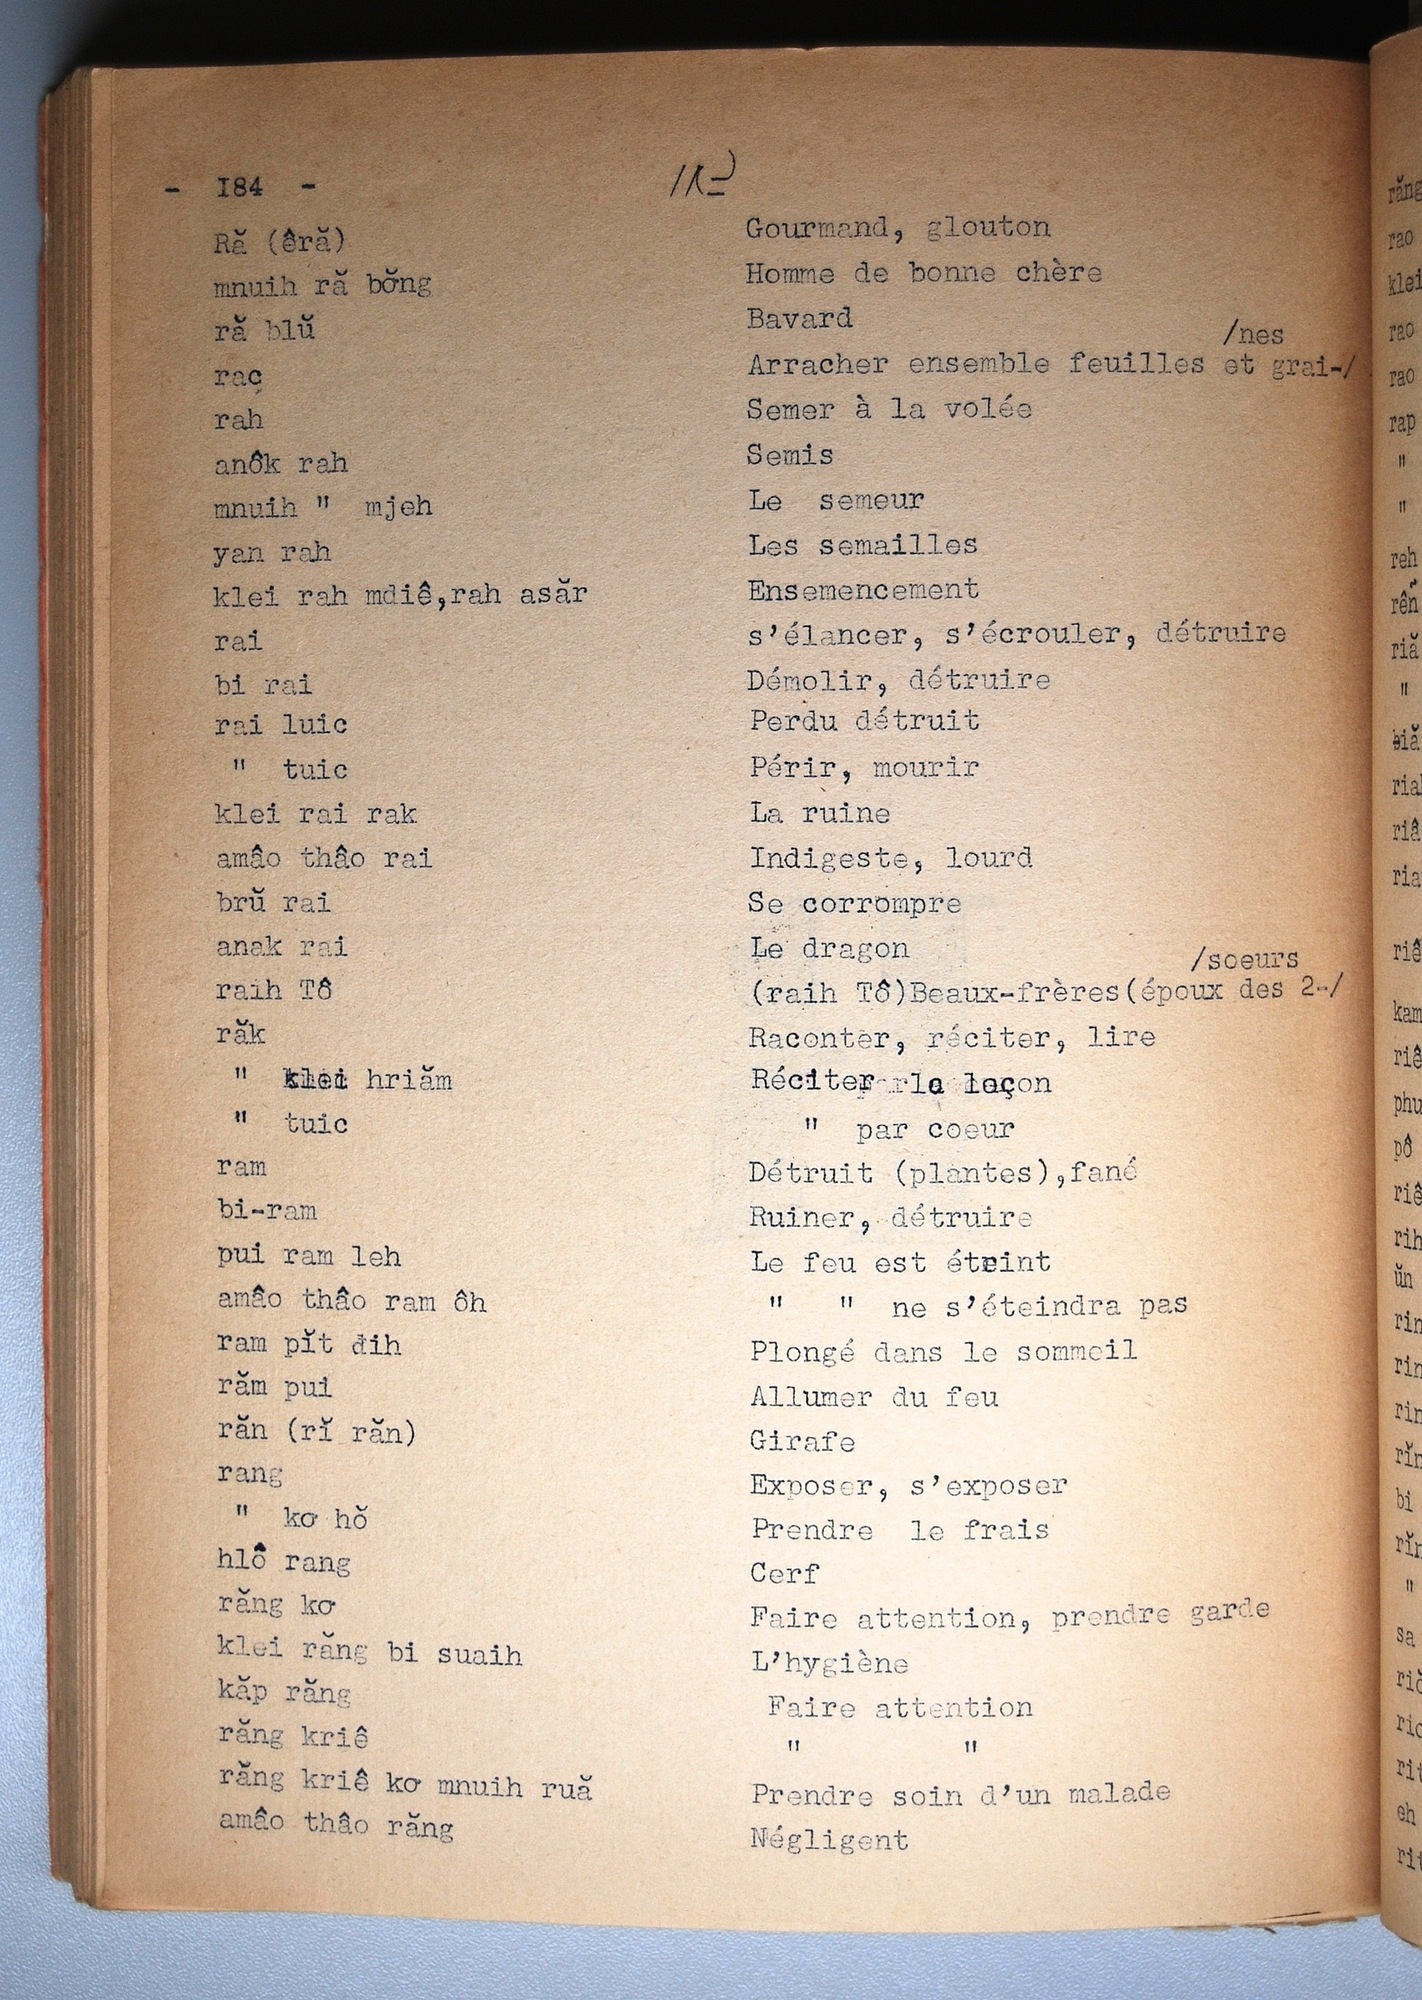 - I84 -
Ră (êră) Gourmand, glouton
mnuih ră bơ̆ng Homme de bonne chère
ră blŭ Bavard
/nes
raç Arracher ensemble feuilles et grai-/
rah Semer à la volée
anôk rah Semis
mnuih " mjeh Le semeur
yan rah Les semailles
klei rah mdiê,rah asăr Ensemencement
rai s'élancer, s'écrouler, détruire
bi rai Démolir, détruire
rai luic Perdu détruit
" tuic Périr, mourir
klei rai rak La ruine
amâo thâo rai Indigeste, lourd
brŭ rai Se corrompre
anak rai Le dragon
/soeurs
raih Tô (raih Tô)Beaux-frères(époux des 2-/
răk Raconter, réciter, lire
" klei hriăm Réciter la leçon
" tuic " par coeur
ram Détruit (plantes),fané
bi-ram Ruiner, détruire
pui ram leh Le feu est éteint
amâo thâo ram ôh " " ne s'éteindra pas
ram pĭt đih Plongé dans le sommeil
răm pui Allumer du feu
răn (rĭ răn) Girafe
rang Exposer, s'exposer
" kơ hŏ Prendre le frais
hlô rang Cerf
răng kơ Faire attention, prendre garde
klei răng bi suaih L'hygiène
kăp răng Faire attention
răng kriê " "
răng kriê kơ mnuih ruă Prendre soin d'un malade
amâo thâo răng Négligent